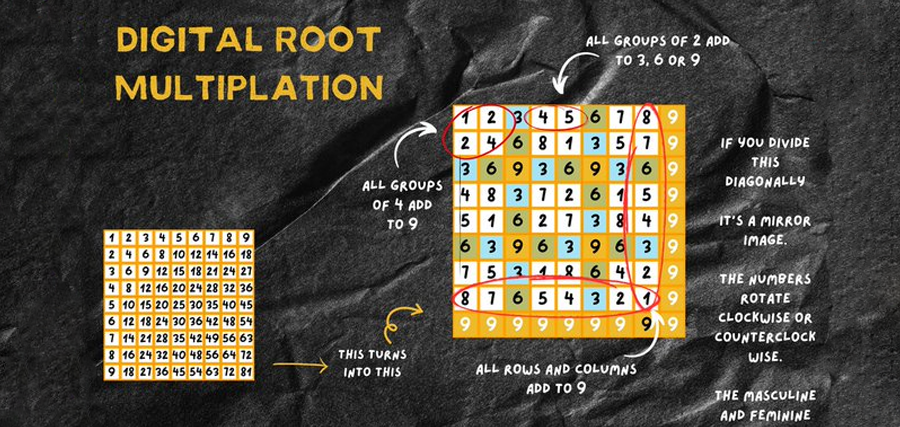 DIGITAL ROOT
MULTIPLATION
ALL GROUPS OF 2 ADD
TO 3, 6 OR 9
ALL GROUPS
OF 4 ADD
TO 9
1 2 3 4 5 6 7 8 9
2 4 6 8 1 3 5 7 9
3 6 9 3 6 9 3 6 9
4 8 3 7 2 6 1 5 9
5 1 6 2 7 3 8 4 9
6 3 9 6 3 9 6 3 9
7 5 3 1 8 6 4 2 9
8 7 6 5 4 3 2 1 9
9 9 9 9 9 9 9 9 9
IF YOU DIVIDE
THIS
DIAGONALLY
IT'S A MIRROR
IMAGE.
THE NUMBERS
ROTATE
CLOCKWISE OR
COUNTERCLOCK
WISE.
THE MASCULINE
AND FEMININE
1 2 3 4 5 6 7 8 9
2 4 6 8 10 12 14 16 18
3 6 9 12 15 18 21 24 27
4 8 12 16 20 24 28 32 36
5 10 15 20 25 30 35 40 45
6 12 18 24 30 36 42 48 54
7 14 21 28 35 42 49 56 63
8 16 24 32 40 48 56 64 72
9 18 27 36 45 54 63 72 81
THIS TURNS
INTO THIS
ALL ROWS AND COLUMNS
ADD TO 9